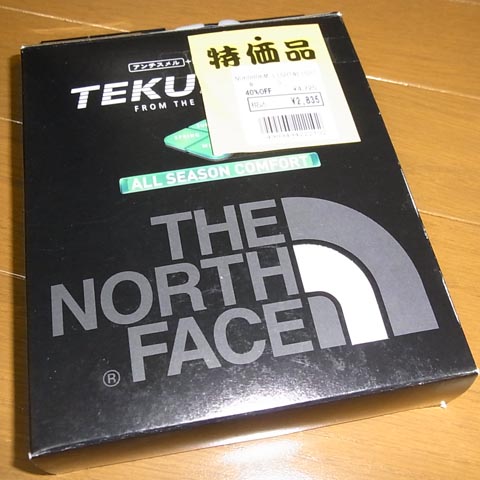 アンチスメル+
特価品
TEKU
FROM THE
40%OFF
¥2,835
ALL SEASON COMFORT
THE
NORTH
FACE
®